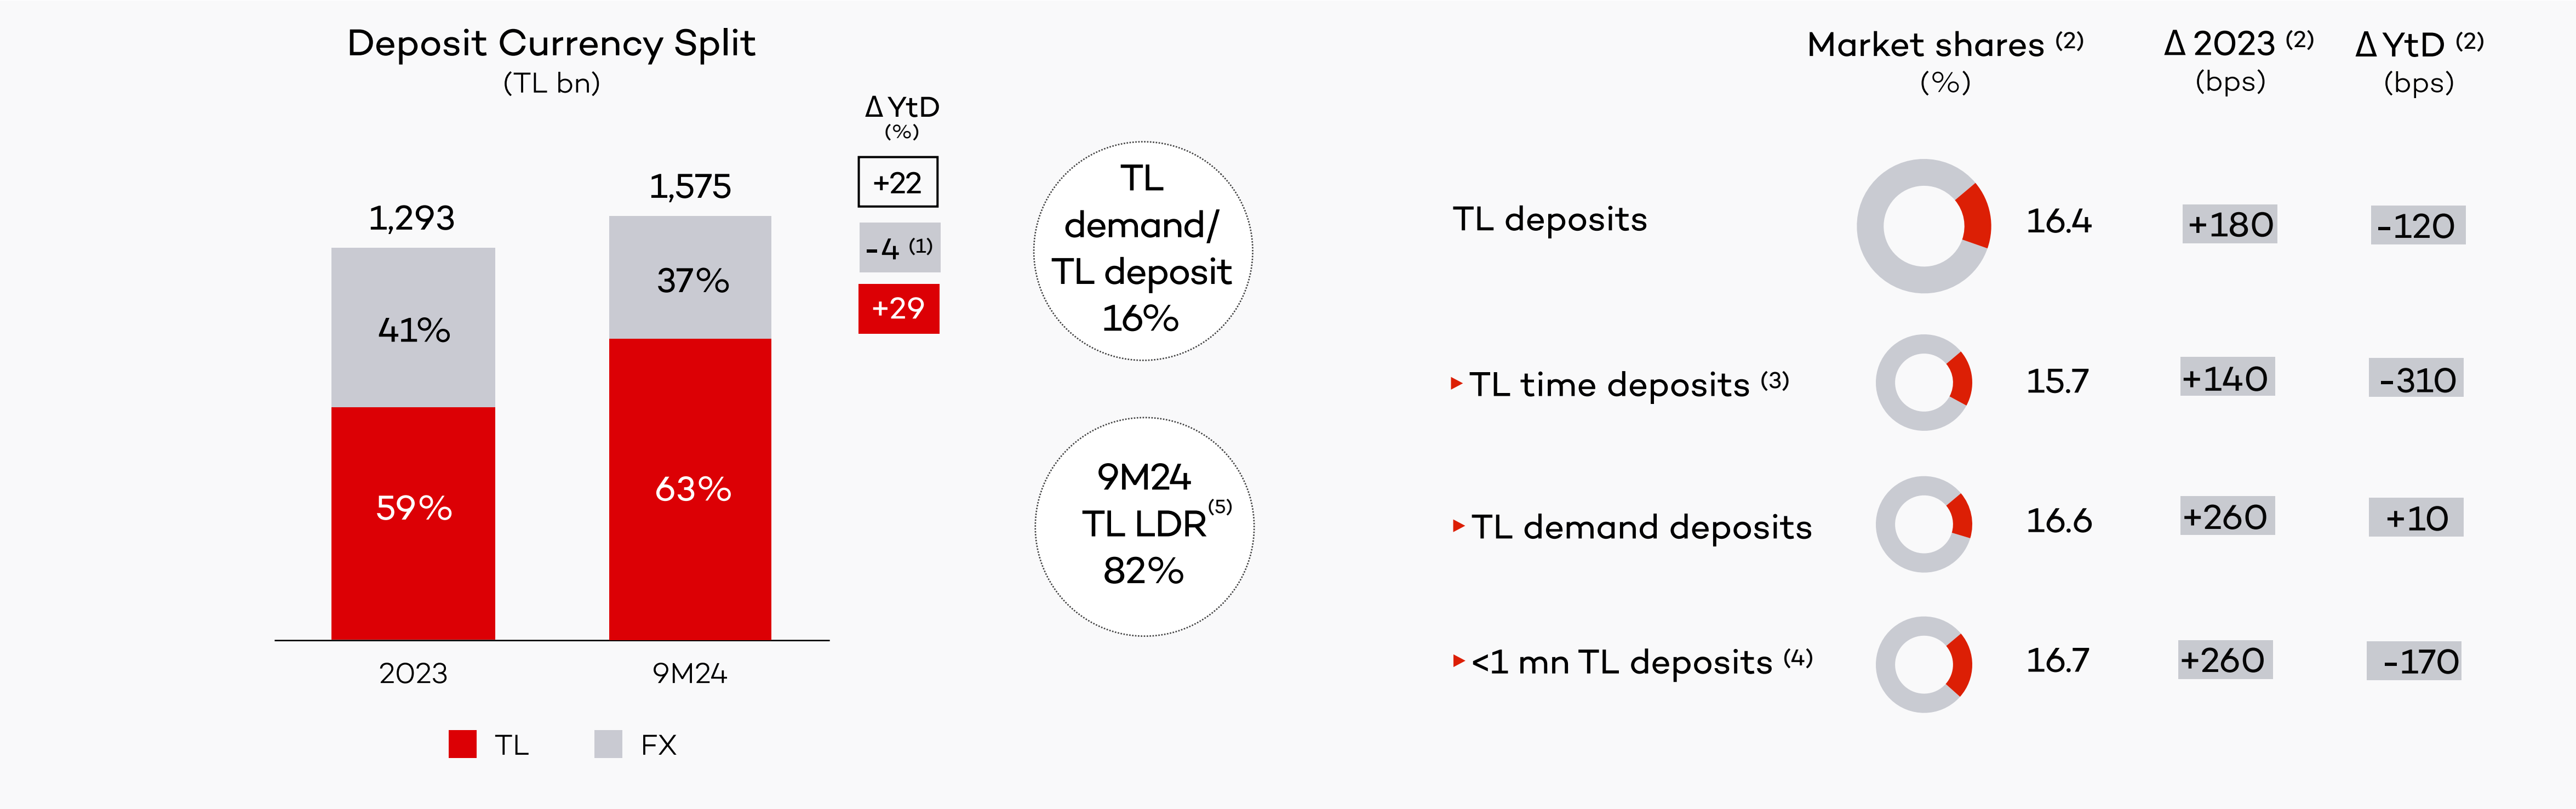 Deposit Currency Split
(TL bn)
Δ YtD
(%)
+22
-4 (1)
+29
1,293
1,575
41%
37%
59%
63%
2023
9M24
TL
FX
TL
demand/
TL deposit
16%
9M24
TL LDR(5)
82%
Market shares (2)
(%)
Δ 2023 (2)
(bps)
Δ YtD (2)
(bps)
TL deposits 16.4 +180 -120
▸TL time deposits (3) 15.7 +140 -310
▸TL demand deposits 16.6 +260 +10
▸<1 mn TL deposits (4) 16.7 +260 -170